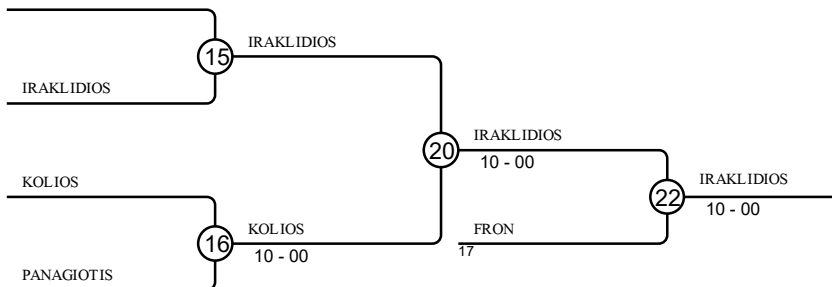 15
IRAKLIDIOS
IRAKLIDIOS
20
IRAKLIDIOS
10 - 00
KOLIOS
22
IRAKLIDIOS
10 - 00
16
KOLIOS
10 - 00
FRON
17
PANAGIOTIS